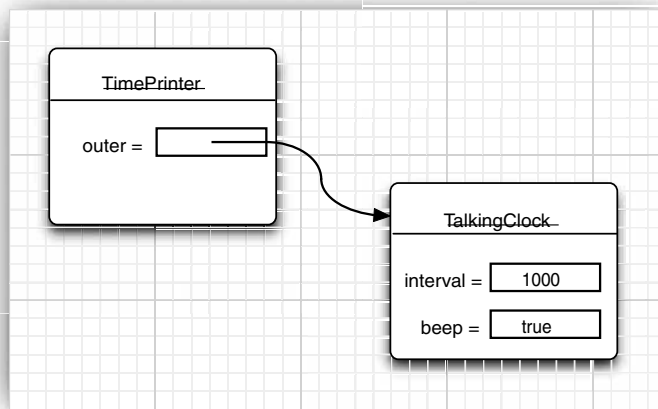 TimePrinter
outer =
TalkingClock
interval = 1000
beep = true